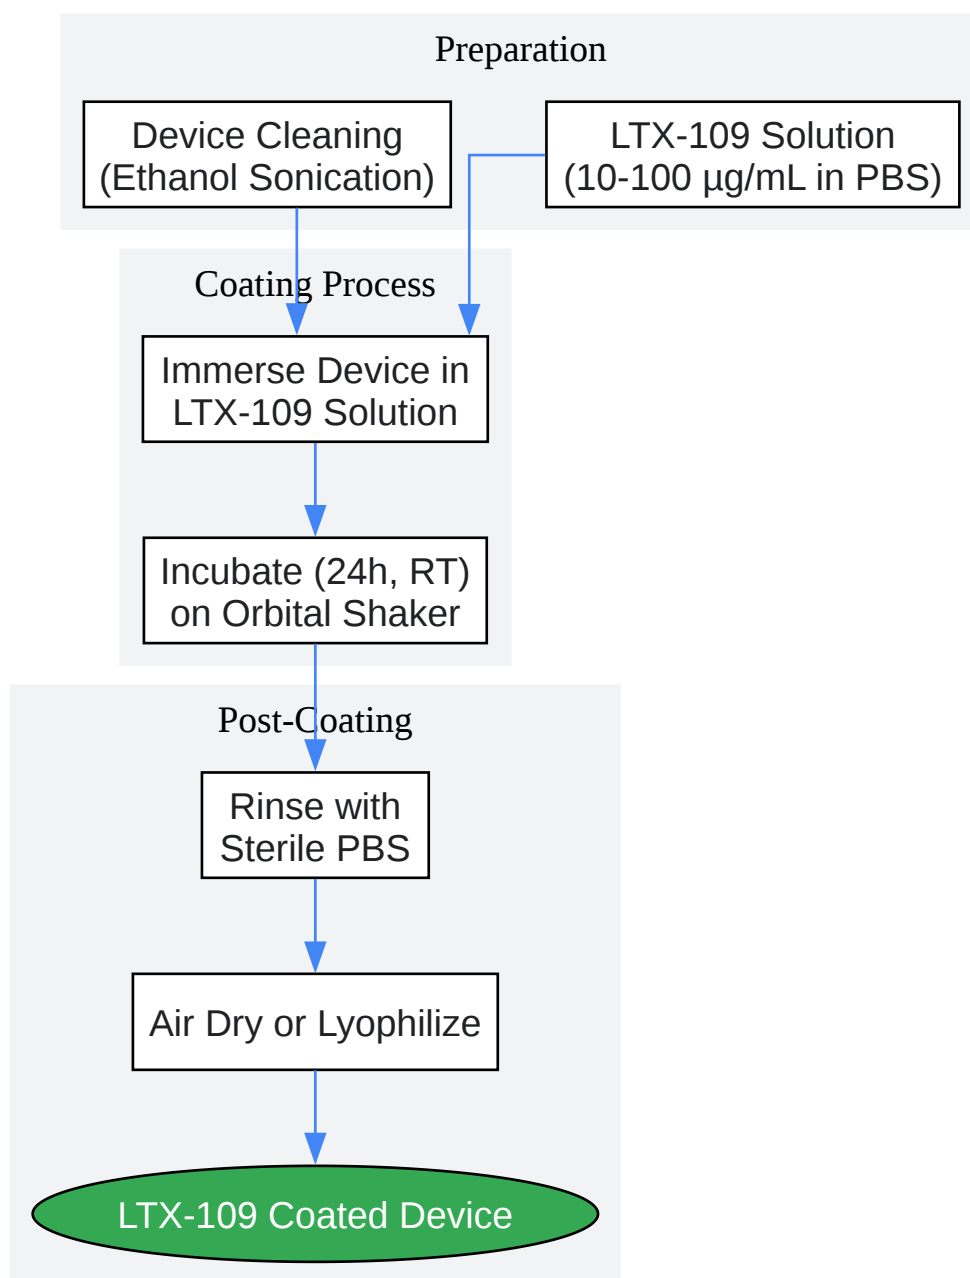 Preparation
Device Cleaning
(Ethanol Sonication)
LTX-109 Solution
(10-100 µg/mL in PBS)
Coating Process
Immerse Device in
LTX-109 Solution
Incubate (24h, RT)
on Orbital Shaker
Post-Coating
Rinse with
Sterile PBS
Air Dry or Lyophilize
LTX-109 Coated Device